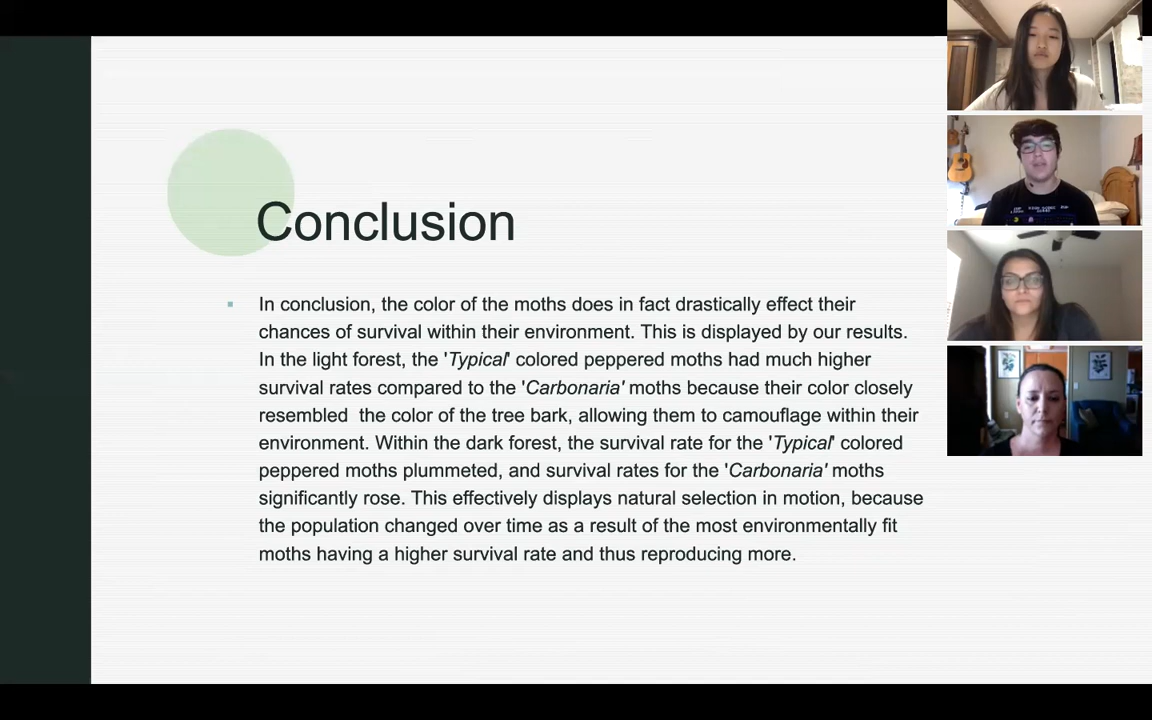 Conclusion
In conclusion, the color of the moths does in fact drastically effect their
chances of survival within their environment. This is displayed by our results.
In the light forest, the 'Typical' colored peppered moths had much higher
survival rates compared to the 'Carbonaria' moths because their color closely
resembled the color of the tree bark, allowing them to camouflage within their
environment. Within the dark forest, the survival rate for the 'Typical' colored
peppered moths plummeted, and survival rates for the 'Carbonaria' moths
significantly rose. This effectively displays natural selection in motion, because
the population changed over time as a result of the most environmentally fit
moths having a higher survival rate and thus reproducing more.